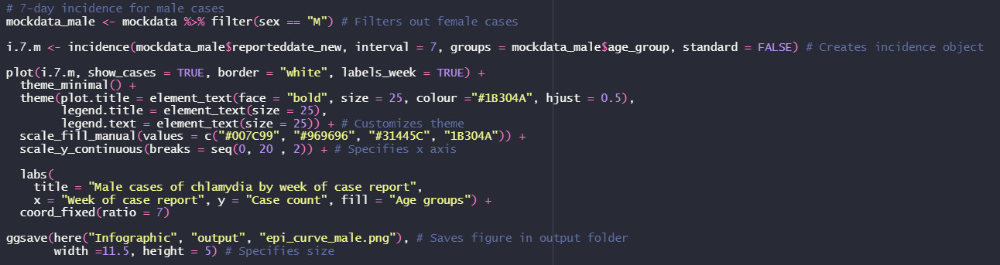 # 7-day incidence for male cases
mockdata_male <- mockdata %>% filter(sex == "M") # Filters out female cases
i.7.m <- incidence(mockdata_male$reporteddate_new, interval = 7, groups = mockdata_male$age_group, standard = FALSE) # Creates incidence object
plot(i.7.m, show_cases = TRUE, border = "white", labels_week = TRUE) +
  theme_minimal() +
  theme(plot.title = element_text(face = "bold", size = 25, colour ="#1B304A", hjust = 0.5),
        legend.title = element_text(size = 25),
        legend.text = element_text(size = 25)) + # Customizes theme
  scale_fill_manual(values = c("#007C99", "#969696", "#31445C", "1B304A")) +
  scale_y_continuous(breaks = seq(0, 20 , 2)) + # Specifies x axis
  labs(
    title = "Male cases of chlamydia by week of case report",
    x = "Week of case report", y = "Case count", fill = "Age groups") +
  coord_fixed(ratio = 7)
ggsave(here("Infographic", "output", "epi_curve_male.png"), # Saves figure in output folder
       width =11.5, height = 5) # Specifies size